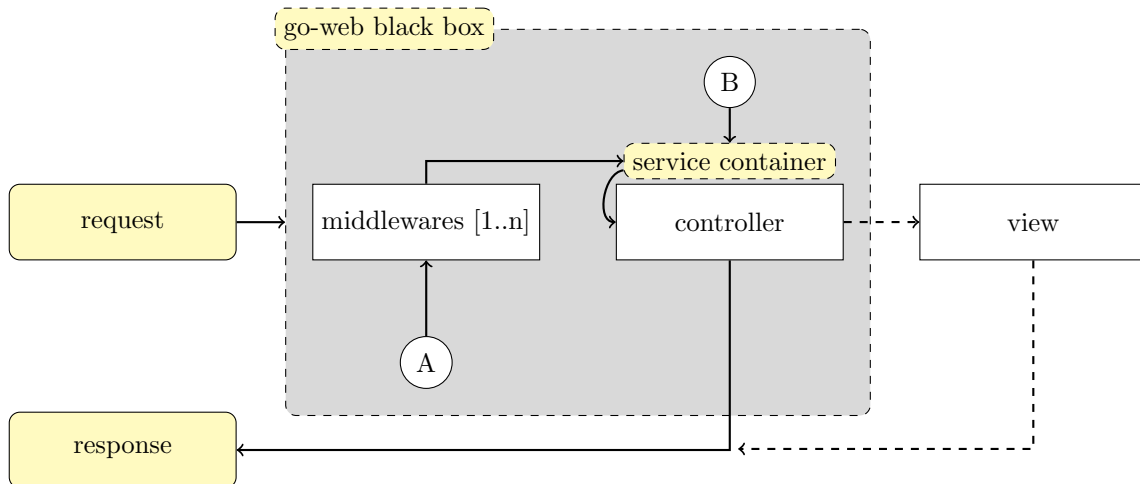 go-web black box
B
service container
request
middlewares [1..n]
controller
view
A
response